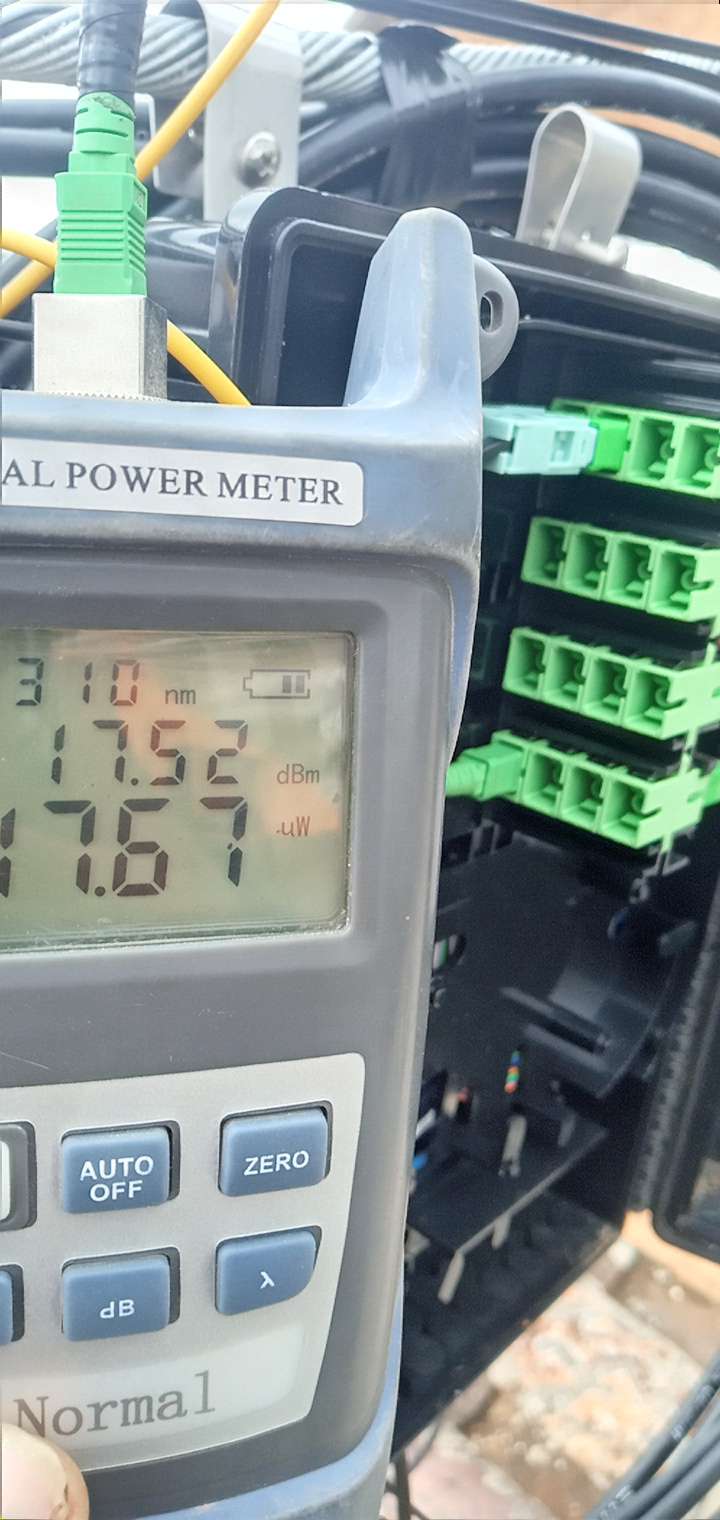 AL POWER METER
310 nm
17.52 dBm
17.67 uW
AUTO
OFF
ZERO
dB
λ
Normal